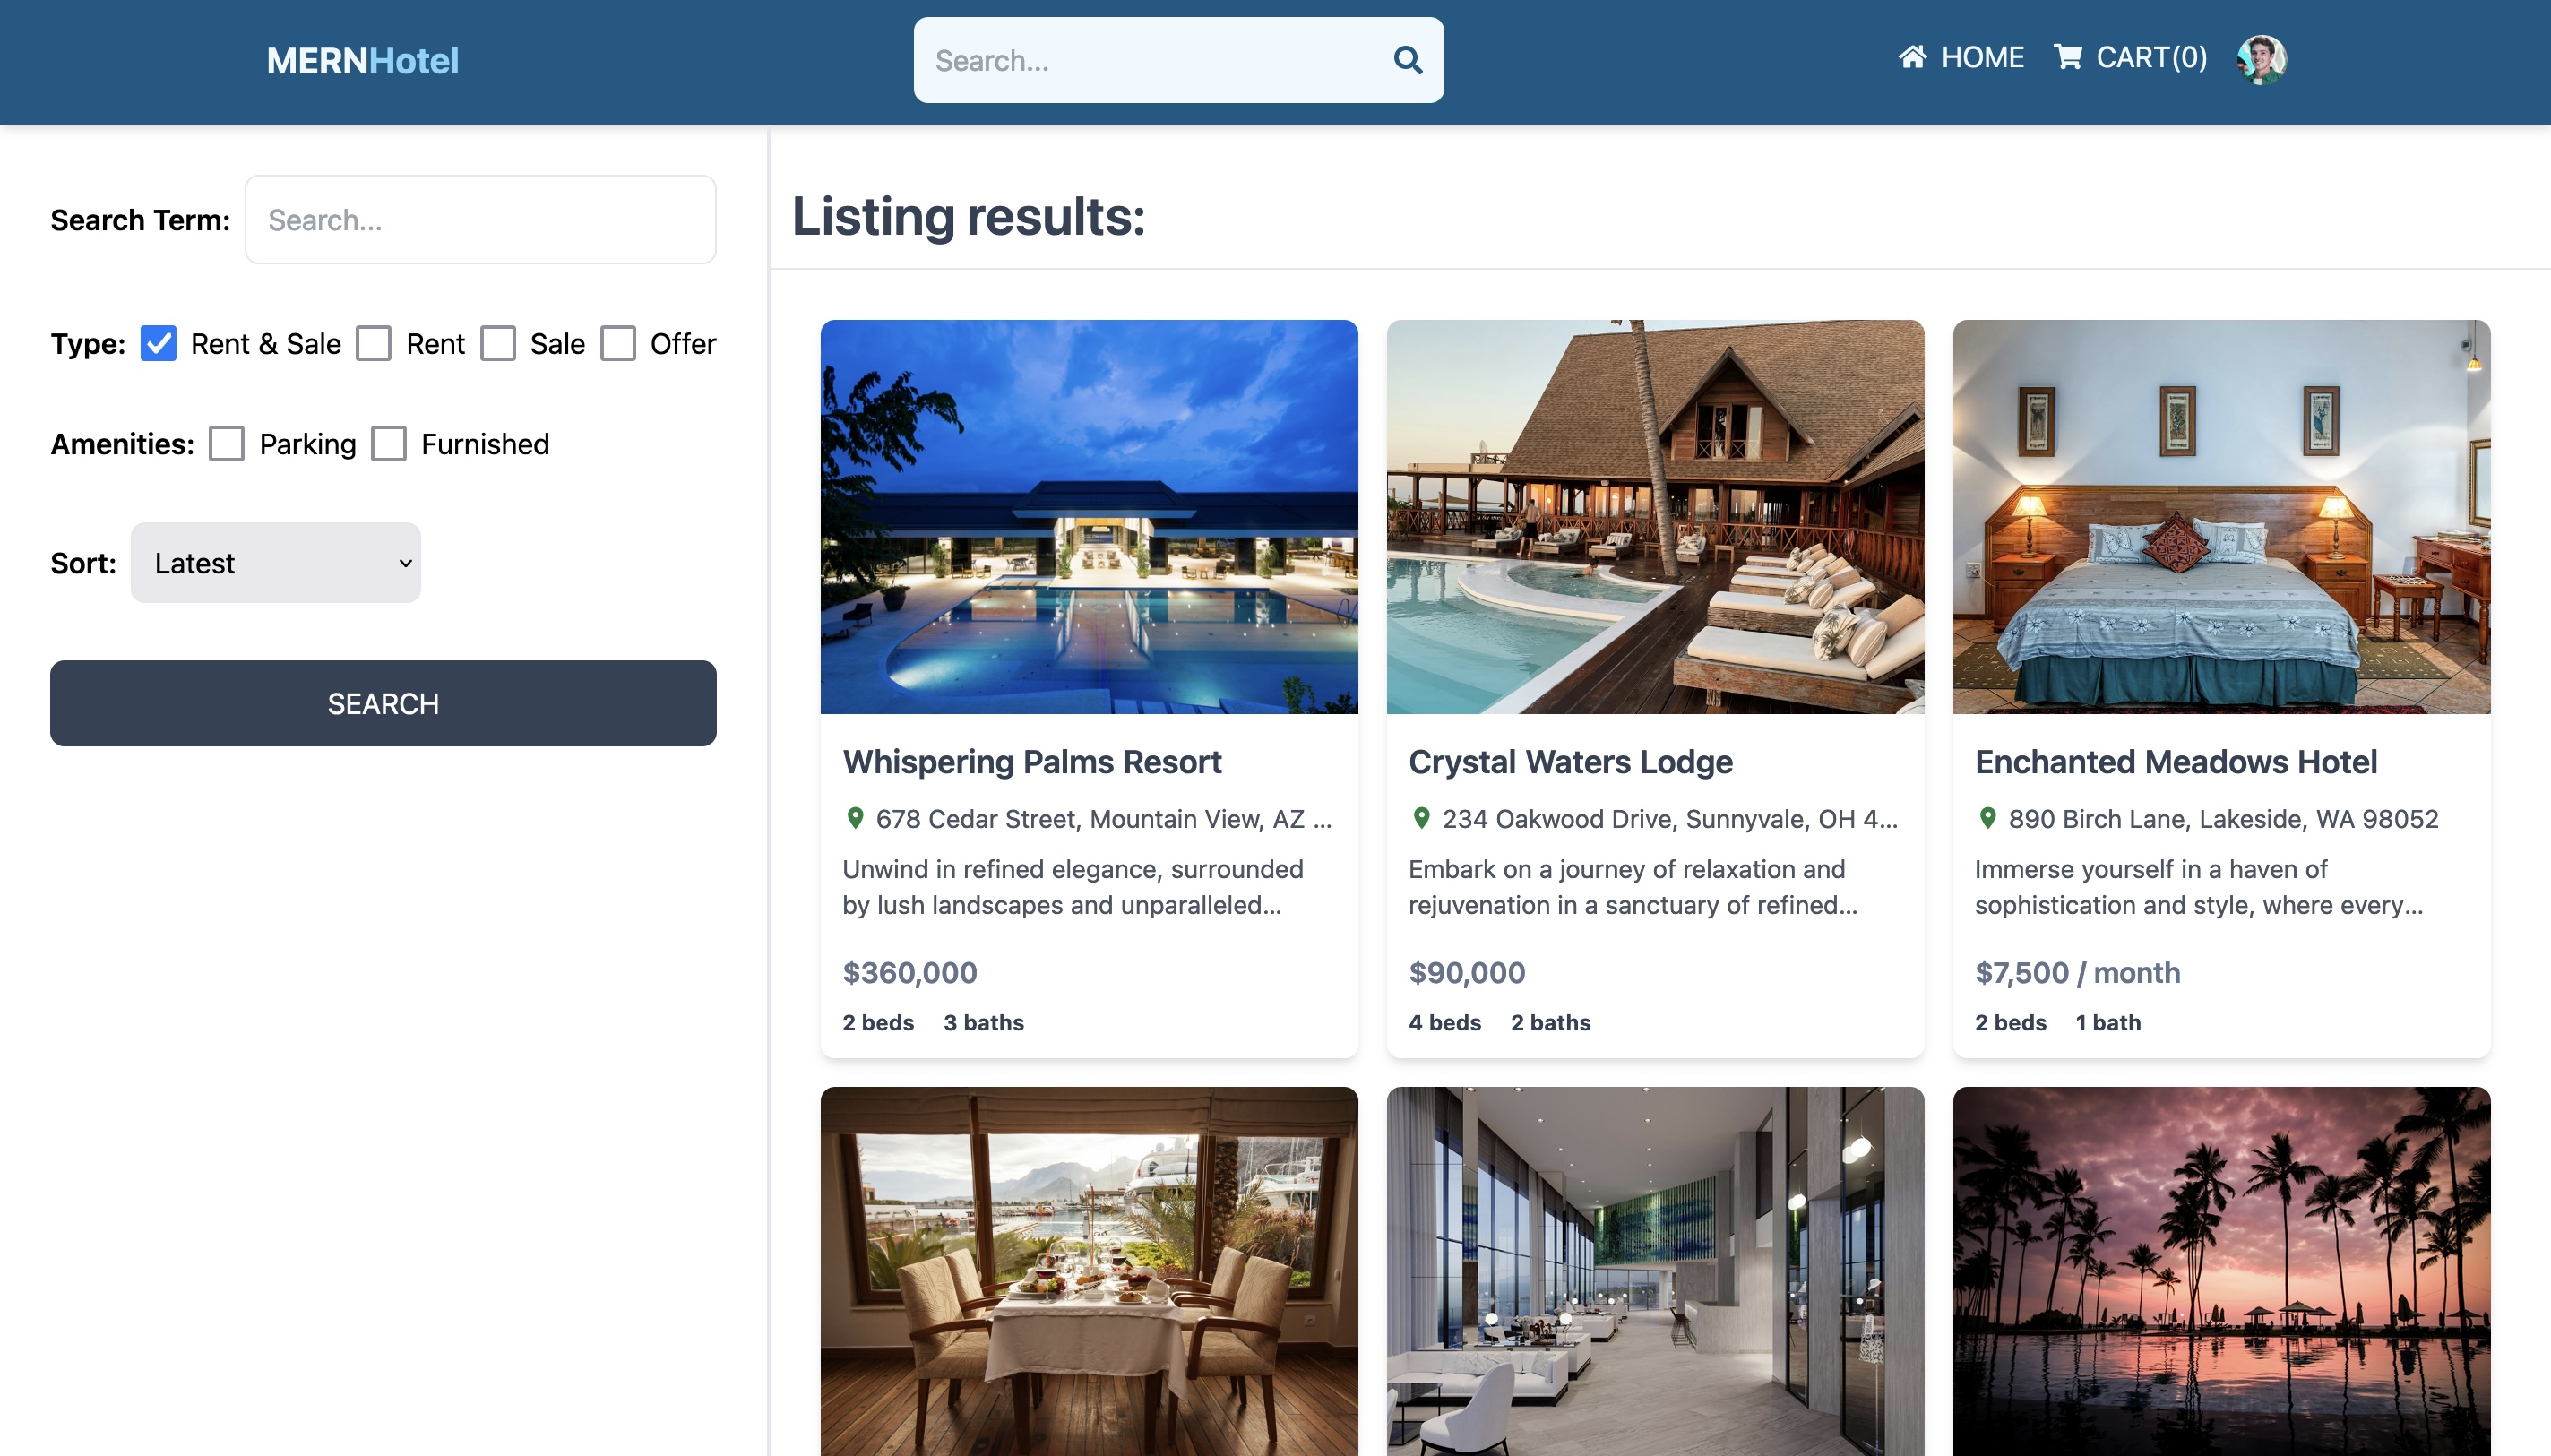 MERNHotel
Search...
HOME
CART(0)
Search Term:
Search...
Type:
Rent & Sale
Rent
Sale
Offer
Amenities:
Parking
Furnished
Sort:
Latest
SEARCH
Listing results:
Whispering Palms Resort
678 Cedar Street, Mountain View, AZ ...
Unwind in refined elegance, surrounded
by lush landscapes and unparalleled...
$360,000
2 beds 3 baths
Crystal Waters Lodge
234 Oakwood Drive, Sunnyvale, OH 4...
Embark on a journey of relaxation and
rejuvenation in a sanctuary of refined...
$90,000
4 beds 2 baths
Enchanted Meadows Hotel
890 Birch Lane, Lakeside, WA 98052
Immerse yourself in a haven of
sophistication and style, where every...
$7,500 / month
2 beds 1 bath